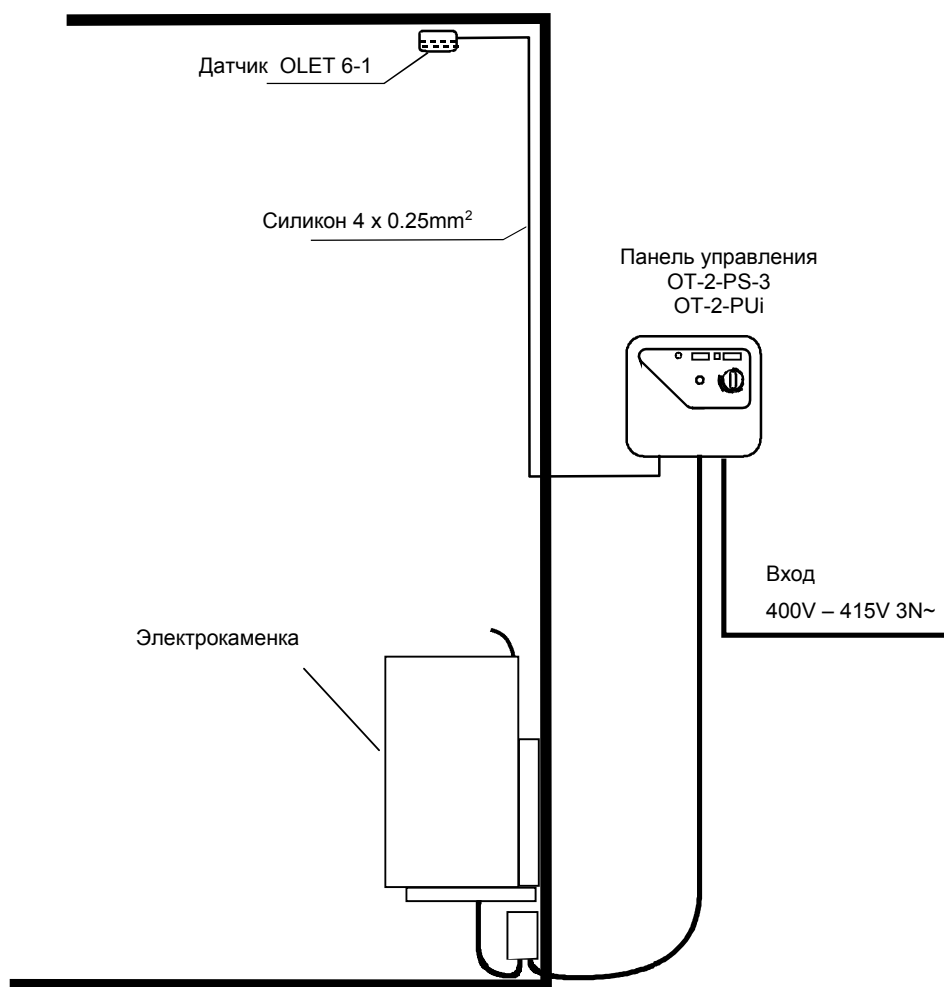 Датчик OLET 6-1
Силикон 4 x 0.25mm²
Панель управления
OT-2-PS-3
OT-2-PUi
Вход
400V – 415V 3N~
Электрокаменка